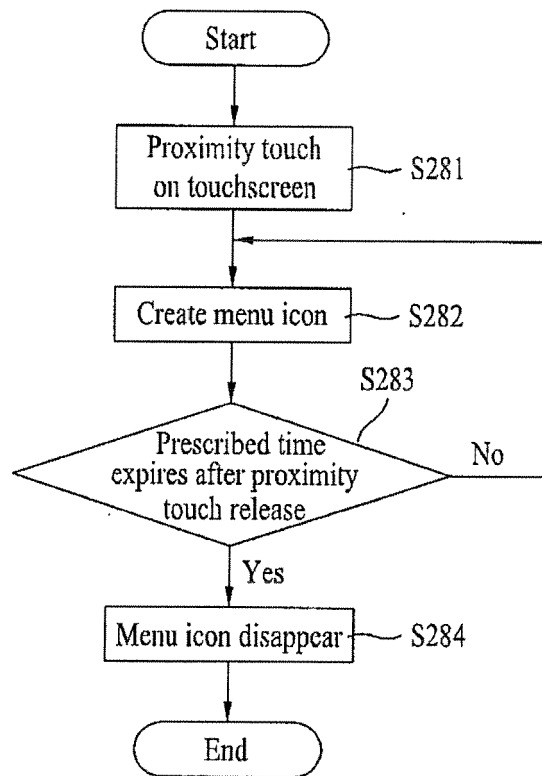 Start
Proximity touch
on touchscreen
S281
Create menu icon
S282
S283
Prescribed time
expires after proximity
touch release
No
Yes
Menu icon disappear
S284
End